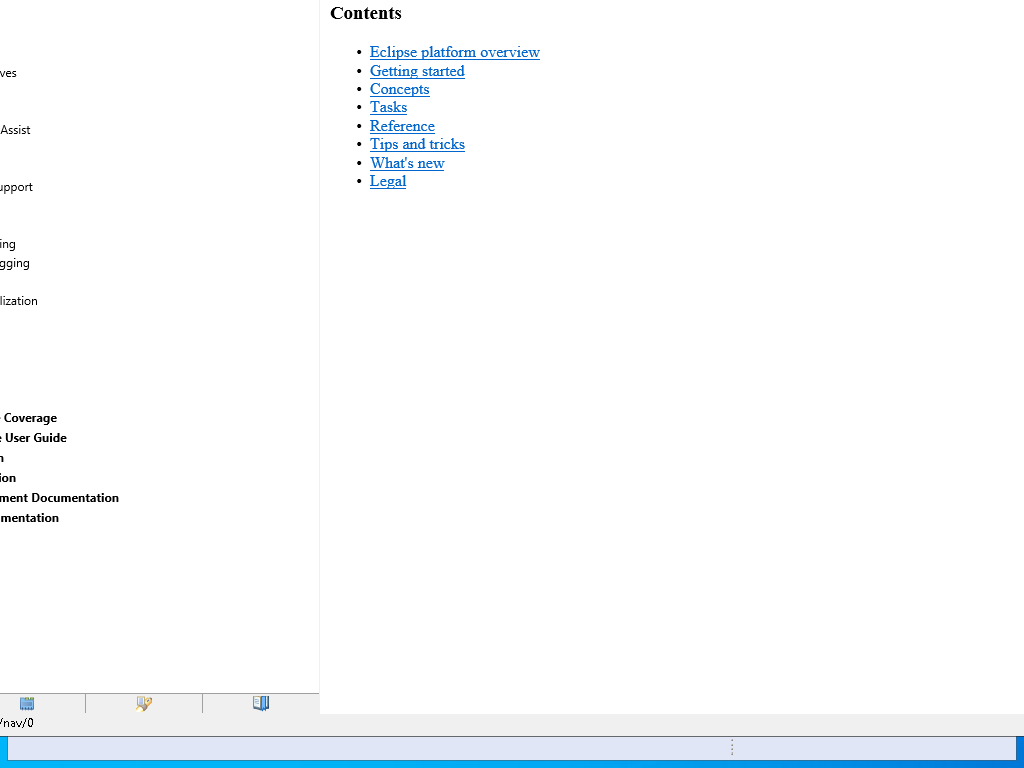 Contents
Eclipse platform overview
Getting started
Concepts
Tasks
Reference
Tips and tricks
What's new
Legal
ves
Assist
upport
ing
gging
lization
Coverage
e User Guide
n
ion
ment Documentation
mentation
/nav/0